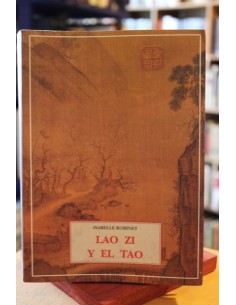 ISABELLE ROBINET
LAO ZI
Y EL TAO